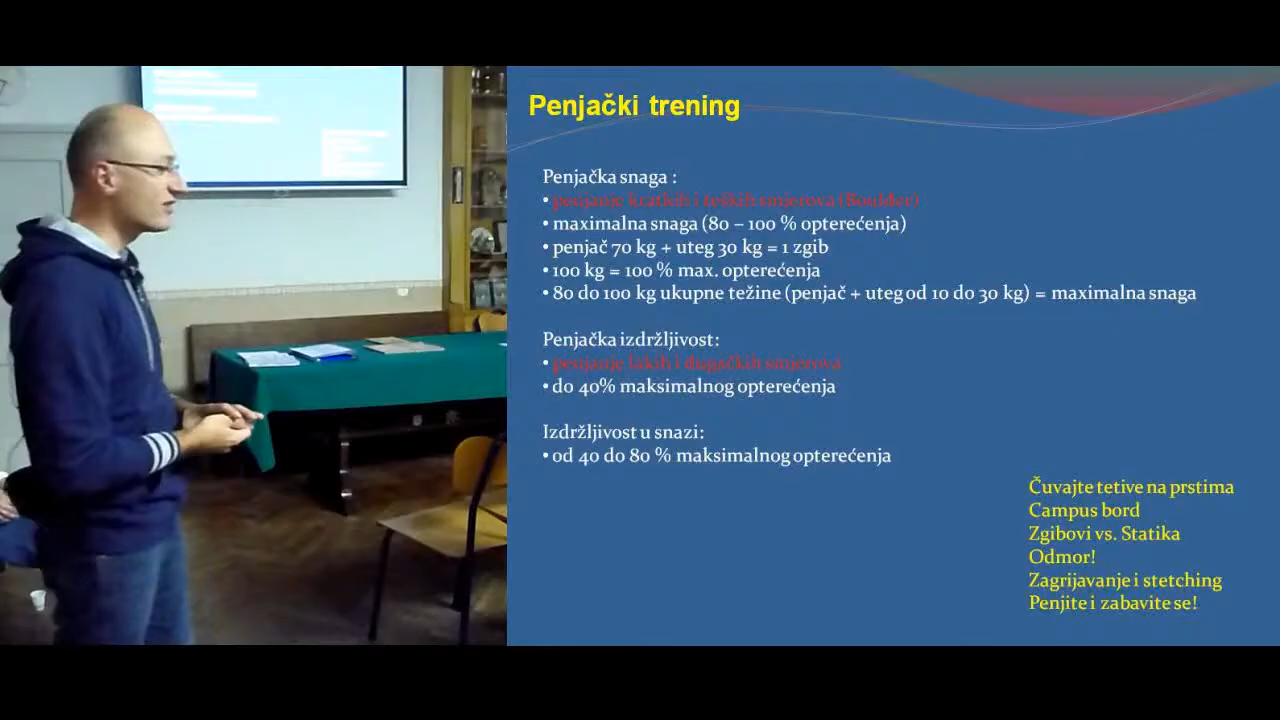 Penjački trening
Penjačka snaga :
• penjanje kratkih i teških smjerova (Boulder)
• maximalna snaga (80 – 100 % opterećenja)
• penjač 70 kg + uteg 30 kg = 1 zgib
• 100 kg = 100 % max. opterećenja
• 80 do 100 kg ukupne težine (penjač + uteg od 10 do 30 kg) = maximalna snaga
Penjačka izdržljivost:
• penjanje lakih i dugačkih smjerova
• do 40% maksimalnog opterećenja
Izdržljivost u snazi:
• od 40 do 80 % maksimalnog opterećenja
Čuvajte tetive na prstima
Campus bord
Zgibovi vs. Statika
Odmor!
Zagrijavanje i stetching
Penjite i zabavite se!